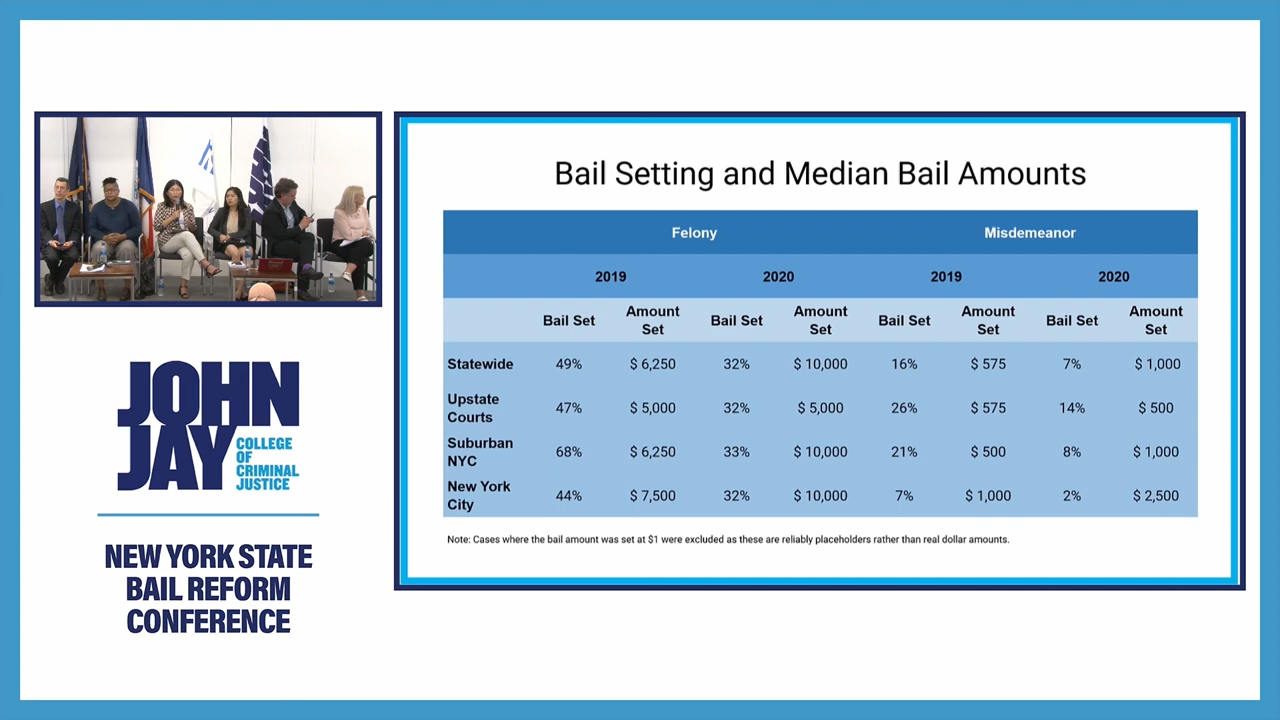 JOHN
JAY
COLLEGE
OF
CRIMINAL
JUSTICE
NEW YORK STATE
BAIL REFORM
CONFERENCE
Bail Setting and Median Bail Amounts
Felony Misdemeanor
2019 2020 2019 2020
Bail Set Amount Set Bail Set Amount Set Bail Set Amount Set Bail Set Amount Set
Statewide 49% $ 6,250 32% $ 10,000 16% $ 575 7% $ 1,000
Upstate Courts 47% $ 5,000 32% $ 5,000 26% $ 575 14% $ 500
Suburban NYC 68% $ 6,250 33% $ 10,000 21% $ 500 8% $ 1,000
New York City 44% $ 7,500 32% $ 10,000 7% $ 1,000 2% $ 2,500
Note: Cases where the bail amount was set at $1 were excluded as these are reliably placeholders rather than real dollar amounts.